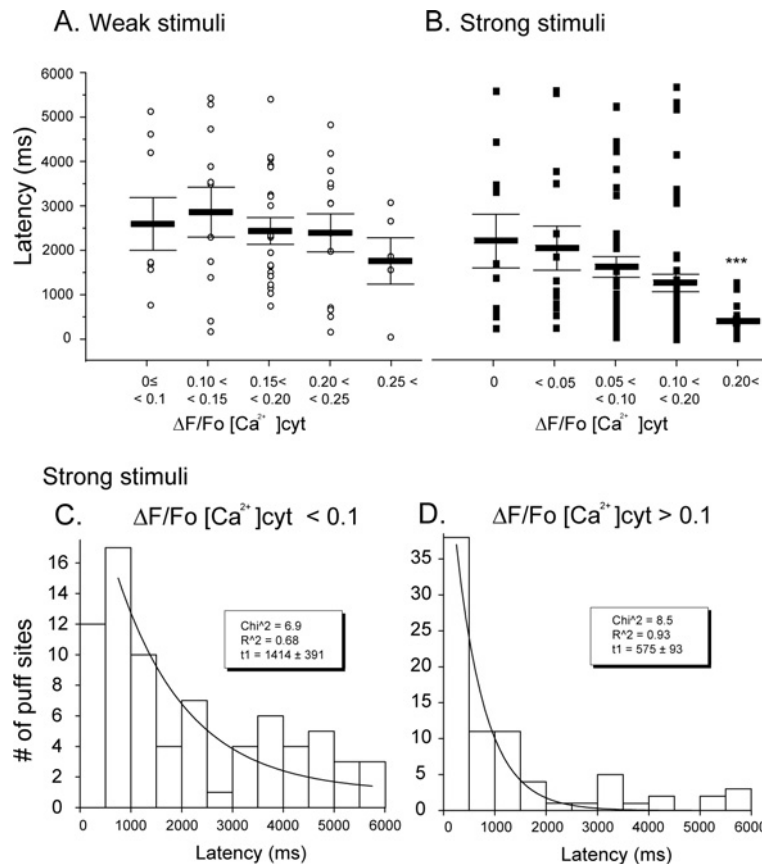 A. Weak stimuli
B. Strong stimuli
Latency (ms)
6000
5000
4000
3000
2000
1000
0
***
0≤ < 0.1
0.10 < < 0.15
0.15< < 0.20
0.20 < < 0.25
0.25 <
ΔF/Fo [Ca²⁺]cyt
0
< 0.05
0.05 < < 0.10
0.10 < < 0.20
0.20<
ΔF/Fo [Ca²⁺]cyt
Strong stimuli
C. ΔF/Fo [Ca²⁺]cyt < 0.1
D. ΔF/Fo [Ca²⁺]cyt > 0.1
# of puff sites
16
14
12
10
8
6
4
2
0
Chi^2 = 6.9
R^2 = 0.68
t1 = 1414 ± 391
0 1000 2000 3000 4000 5000 6000
Latency (ms)
35
30
25
20
15
10
5
0
Chi^2 = 8.5
R^2 = 0.93
t1 = 575 ± 93
0 1000 2000 3000 4000 5000 6000
Latency (ms)